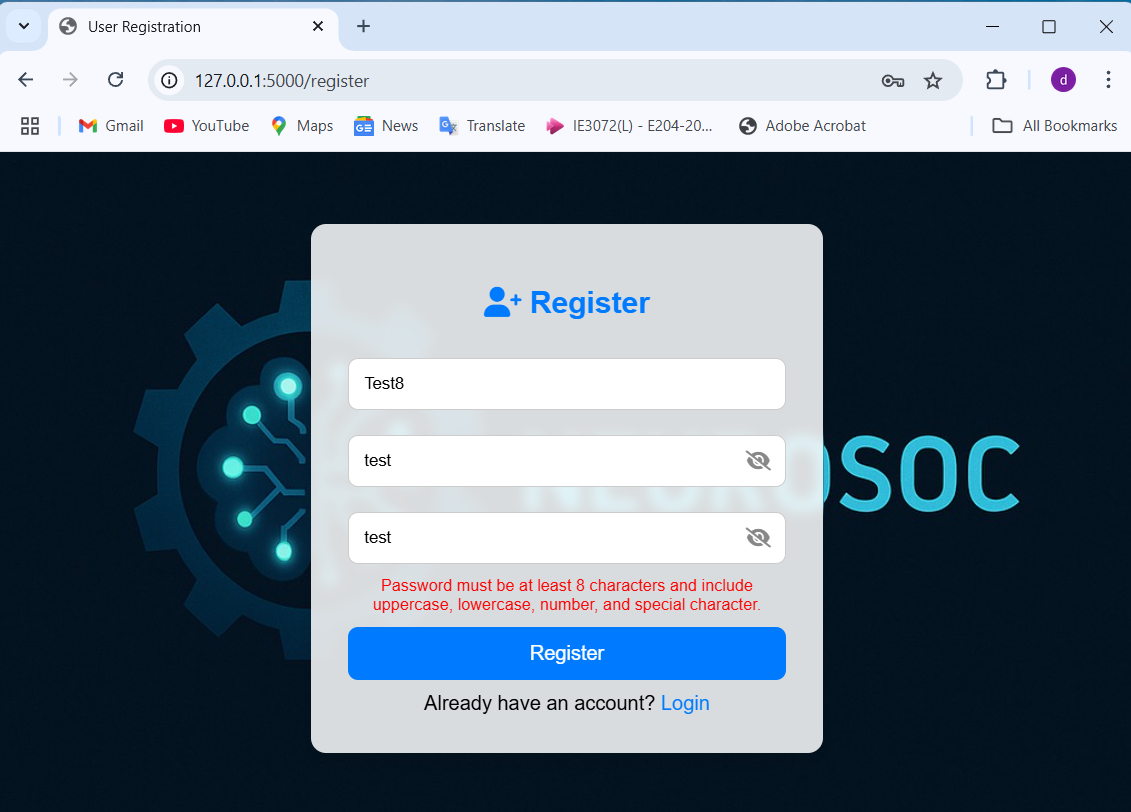 User Registration
127.0.0.1:5000/register
d
Gmail
YouTube
Maps
News
Translate
IE3072(L) - E204-20...
Adobe Acrobat
All Bookmarks
Register
Test8
test
NEUROSOC
test
Password must be at least 8 characters and include
uppercase, lowercase, number, and special character.
Register
Already have an account? Login